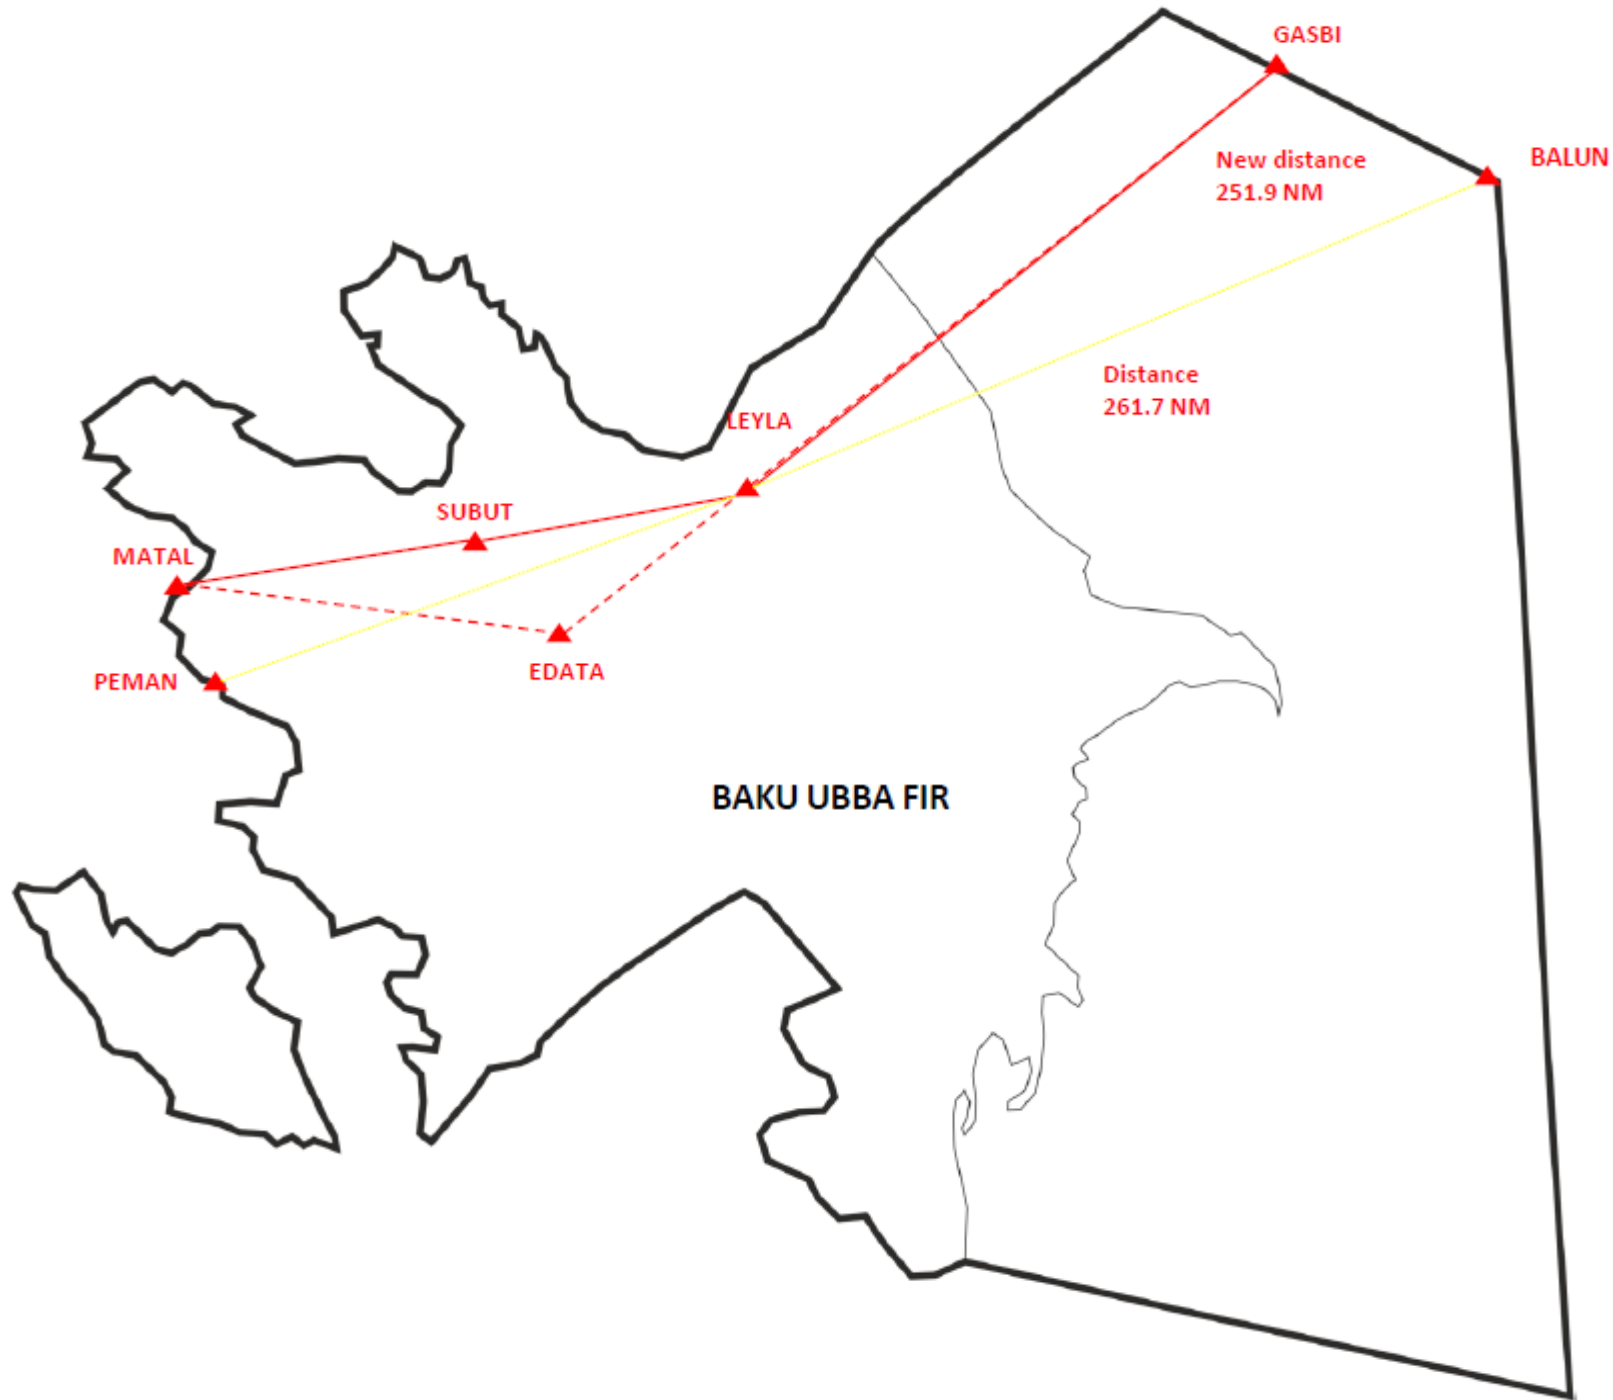 GASBI
BALUN
New distance
251.9 NM
Distance
261.7 NM
LEYLA
SUBUT
MATAL
EDATA
PEMAN
BAKU UBBA FIR